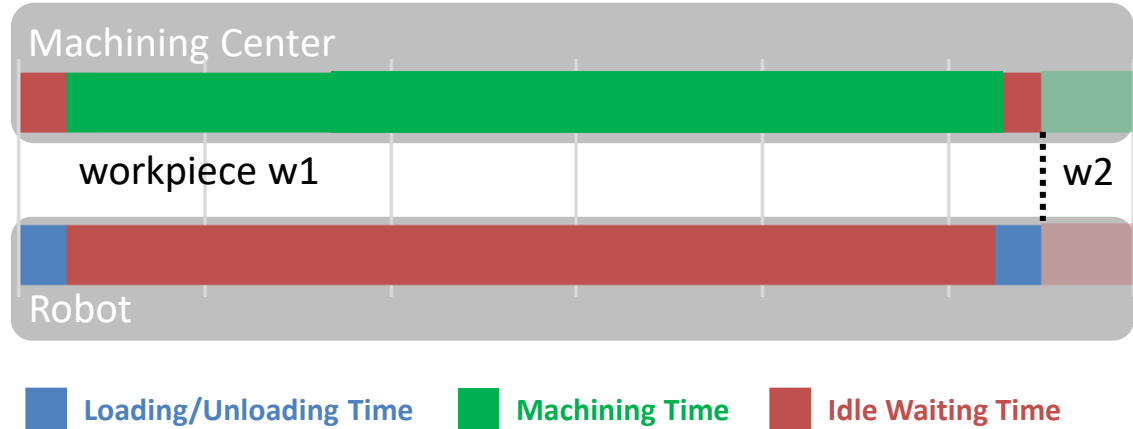 Machining Center
workpiece w1
w2
Robot
Loading/Unloading Time
Machining Time
Idle Waiting Time